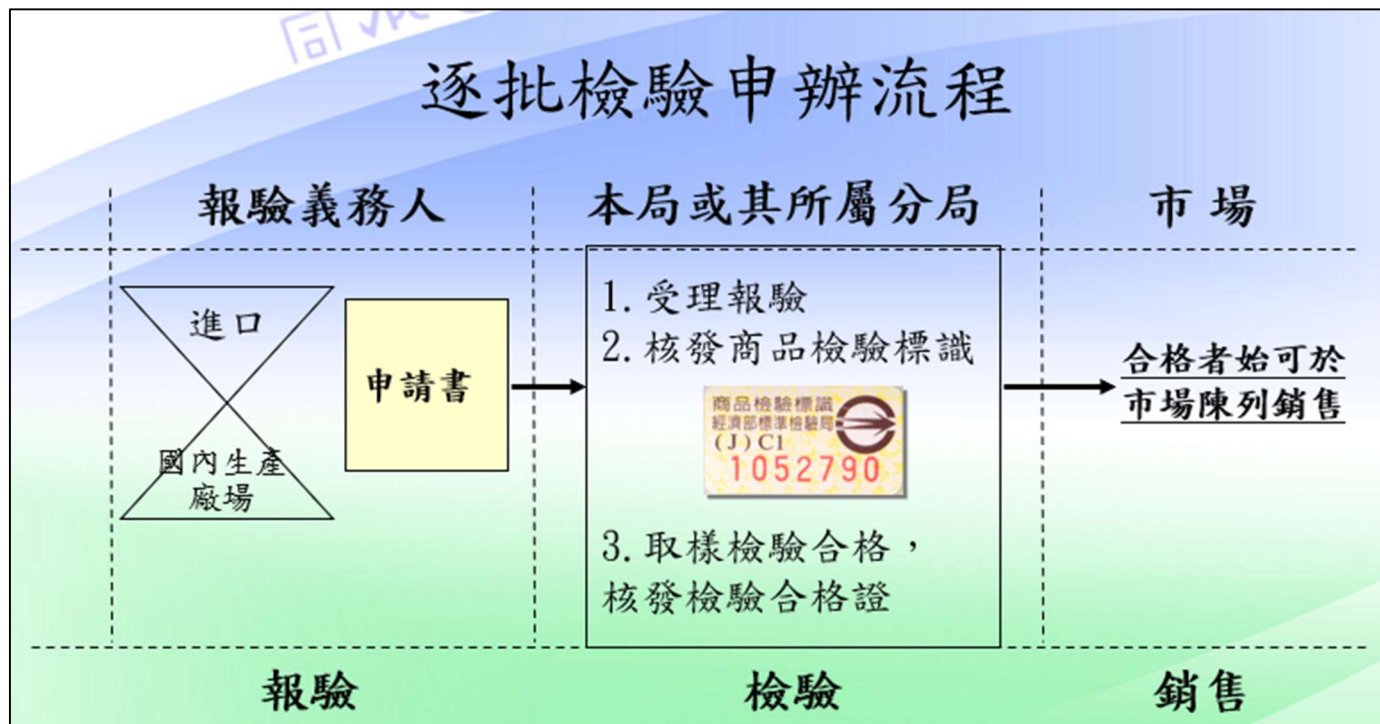 逐批檢驗申辦流程
報驗義務人
本局或其所屬分局
市場
進口
國內生產
廠場
申請書
1. 受理報驗
2. 核發商品檢驗標識
商品檢驗標識
經濟部標準檢驗局
(J) C1
1052790
3. 取樣檢驗合格，
核發檢驗合格證
合格者始可於
市場陳列銷售
報驗
檢驗
銷售